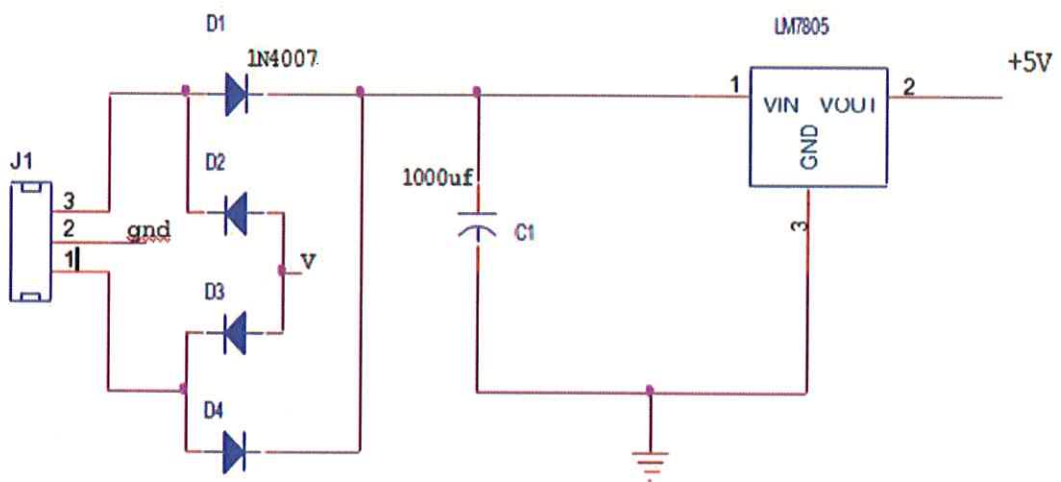 D1
LM7805
1N4007
+5V
1
2
VIN VOUT
GND
D2
J1
1000uf
3
2
gnd
1
3
C1
V
D3
D4